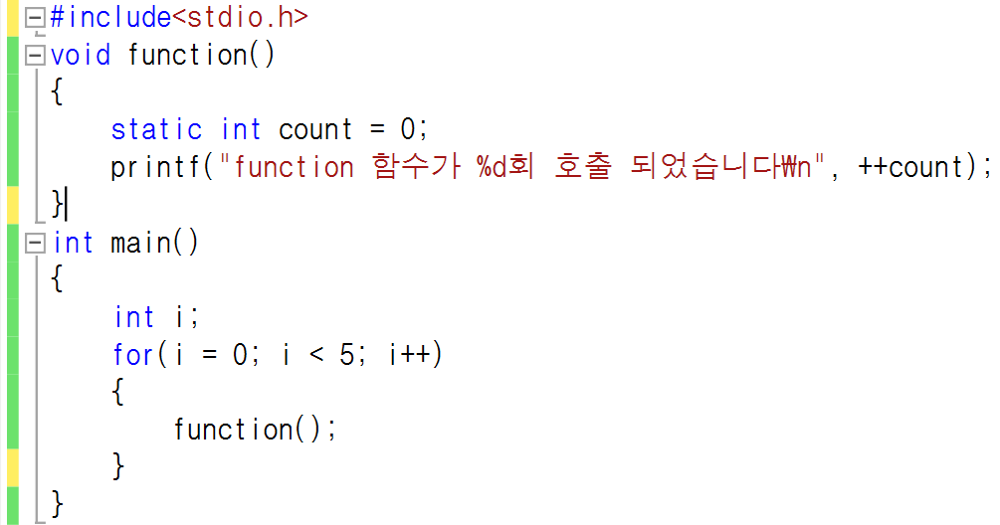 #include<stdio.h>
void function()
{
    static int count = 0;
    printf("function 함수가 %d회 호출 되었습니다₩n", ++count);
}
int main()
{
    int i;
    for(i = 0; i < 5; i++)
    {
        function();
    }
}